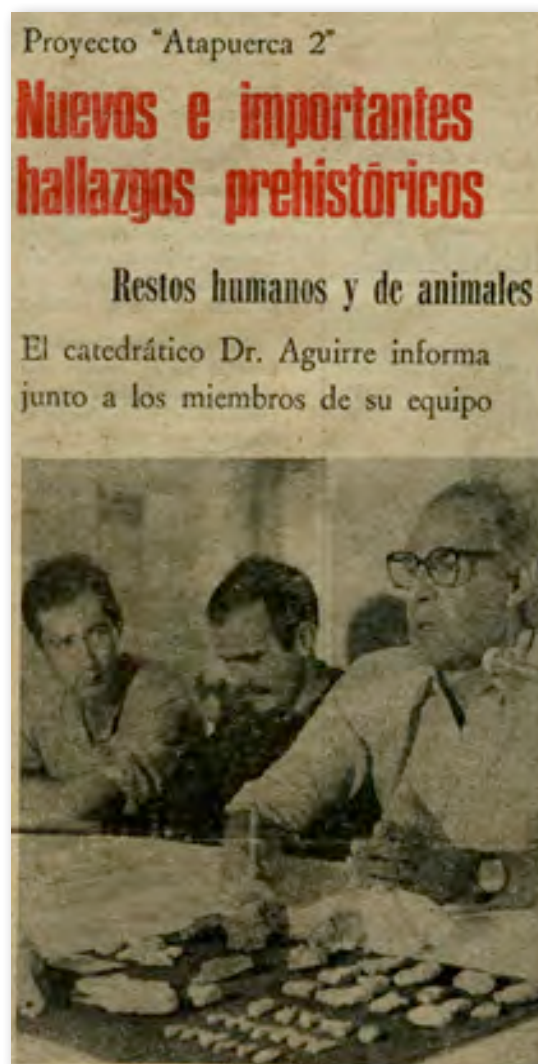 Proyecto "Atapuerca 2"
Nuevos e importantes
hallazgos prehistóricos
Restos humanos y de animales
El catedrático Dr. Aguirre informa
junto a los miembros de su equipo